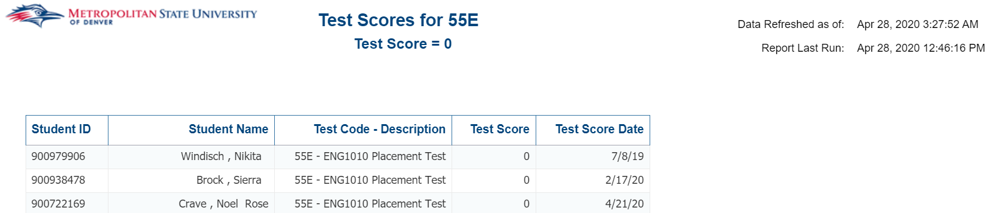 METROPOLITAN STATE UNIVERSITY
OF DENVER
Test Scores for 55E
Test Score = 0
Data Refreshed as of: Apr 28, 2020 3:27:52 AM
Report Last Run: Apr 28, 2020 12:46:16 PM
Student ID Student Name Test Code - Description Test Score Test Score Date
900979906 Windisch , Nikita 55E - ENG1010 Placement Test 0 7/8/19
900938478 Brock , Sierra 55E - ENG1010 Placement Test 0 2/17/20
900722169 Crave , Noel  Rose 55E - ENG1010 Placement Test 0 4/21/20